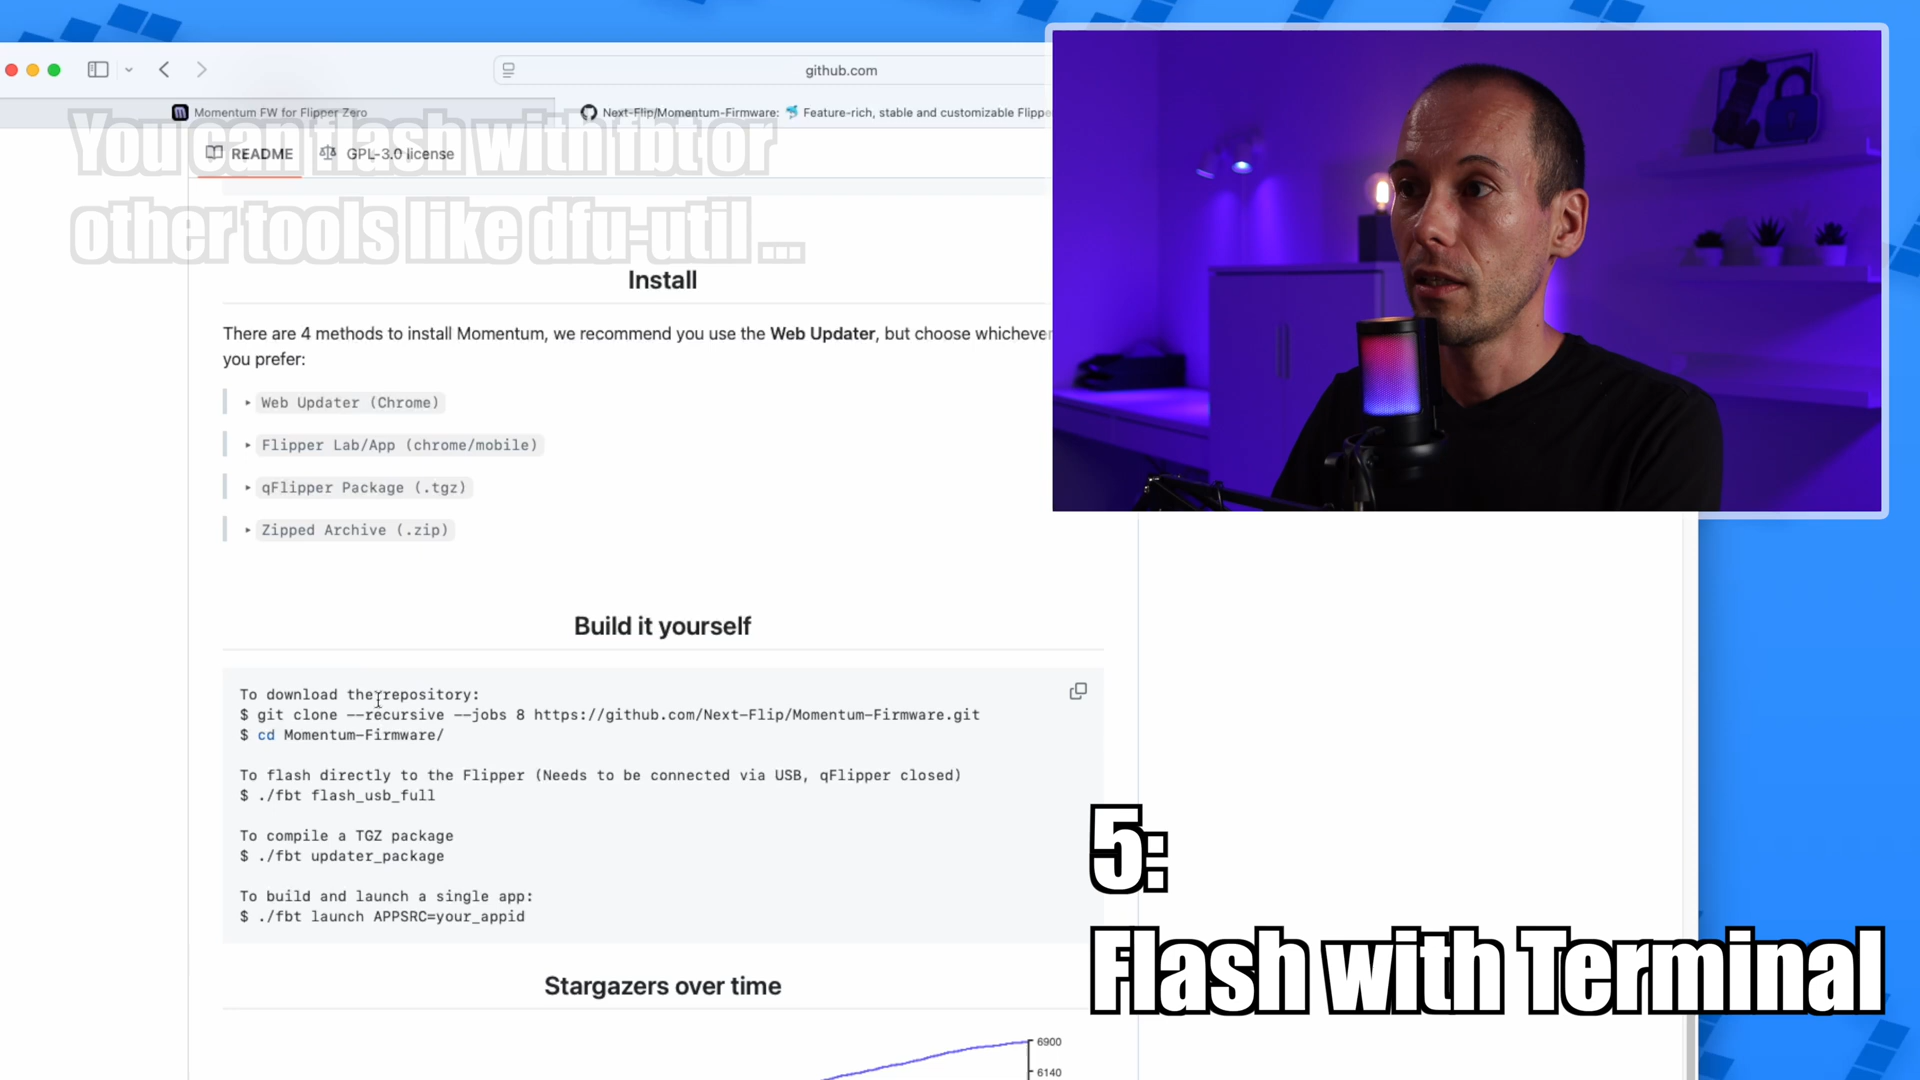 github.com
Momentum FW for Flipper Zero
Next-Flip/Momentum-Firmware: 🐬 Feature-rich, stable and customizable Flippe
You can flash with fbt or
other tools like dfu-util ...
README
GPL-3.0 license
Install
There are 4 methods to install Momentum, we recommend you use the Web Updater, but choose whichever
you prefer:
Web Updater (Chrome)
Flipper Lab/App (chrome/mobile)
qFlipper Package (.tgz)
Zipped Archive (.zip)
Build it yourself
To download the repository:
$ git clone --recursive --jobs 8 https://github.com/Next-Flip/Momentum-Firmware.git
$ cd Momentum-Firmware/
To flash directly to the Flipper (Needs to be connected via USB, qFlipper closed)
$ ./fbt flash_usb_full
To compile a TGZ package
$ ./fbt updater_package
To build and launch a single app:
$ ./fbt launch APPSRC=your_appid
Stargazers over time
6900
6140
5:
Flash with Terminal